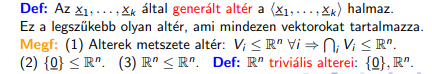 Def: Az x₁, …, xₖ által generált altér a ⟨x₁, …, xₖ⟩ halmaz.
Ez a legszűkebb olyan altér, ami mindezen vektorokat tartalmazza.
Megf: (1) Alterek metszete altér: Vᵢ ≤ ℝⁿ ∀i ⇒ ⋂ᵢ Vᵢ ≤ ℝⁿ.
(2) {0} ≤ ℝⁿ. (3) ℝⁿ ≤ ℝⁿ. Def: ℝⁿ triviális alterei: {0}, ℝⁿ.